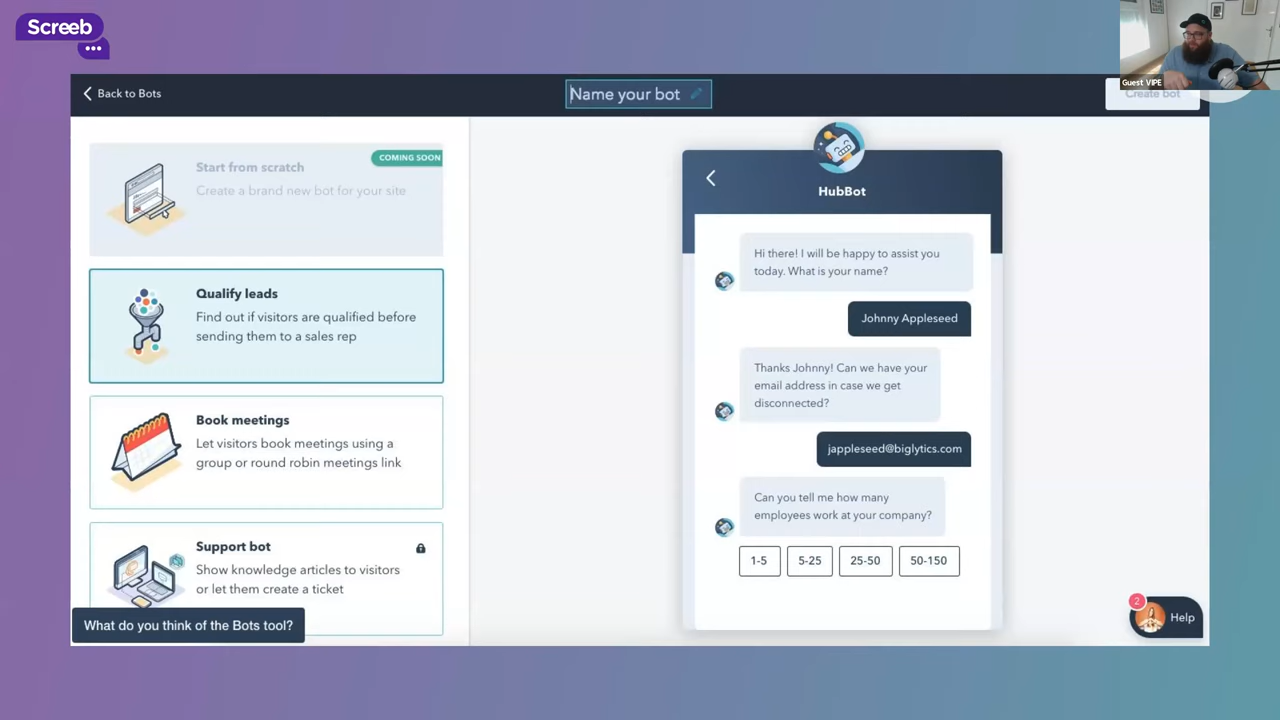 Screeb
Guest VIPE
Back to Bots
Name your bot
Create bot
Start from scratch
COMING SOON
Create a brand new bot for your site
Qualify leads
Find out if visitors are qualified before
sending them to a sales rep
Book meetings
Let visitors book meetings using a
group or round robin meetings link
Support bot
Show knowledge articles to visitors
or let them create a ticket
What do you think of the Bots tool?
HubBot
Hi there! I will be happy to assist you
today. What is your name?
Johnny Appleseed
Thanks Johnny! Can we have your
email address in case we get
disconnected?
jappleseed@biglytics.com
Can you tell me how many
employees work at your company?
1-5 5-25 25-50 50-150
2
Help